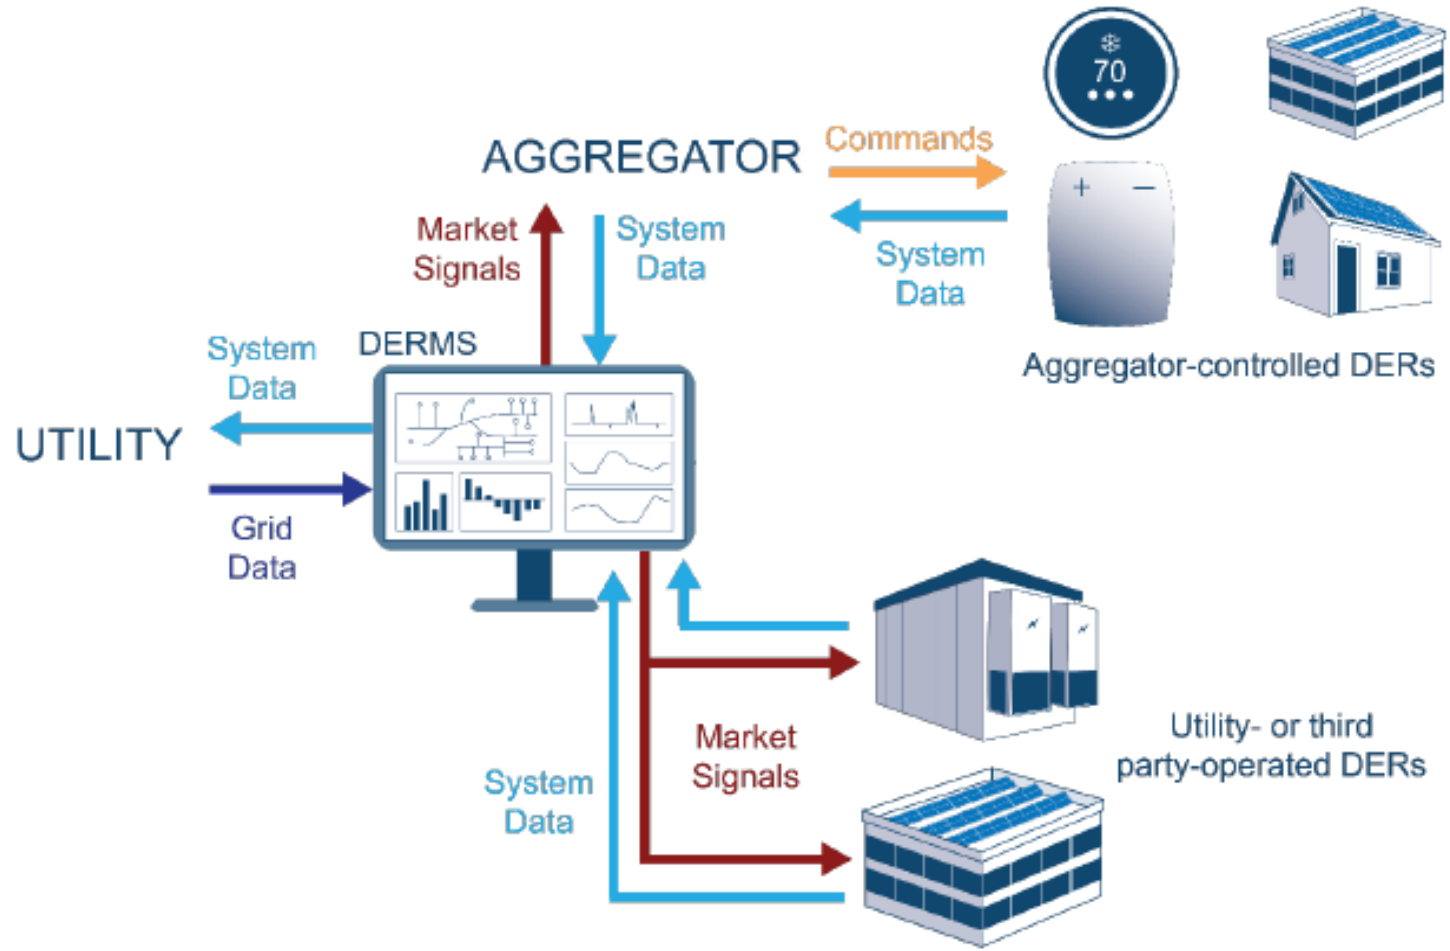 70
AGGREGATOR
Commands
Market
Signals
System
Data
System
Data
Aggregator-controlled DERs
System
Data
DERMS
UTILITY
Grid
Data
Market
Signals
System
Data
Utility- or third
party-operated DERs